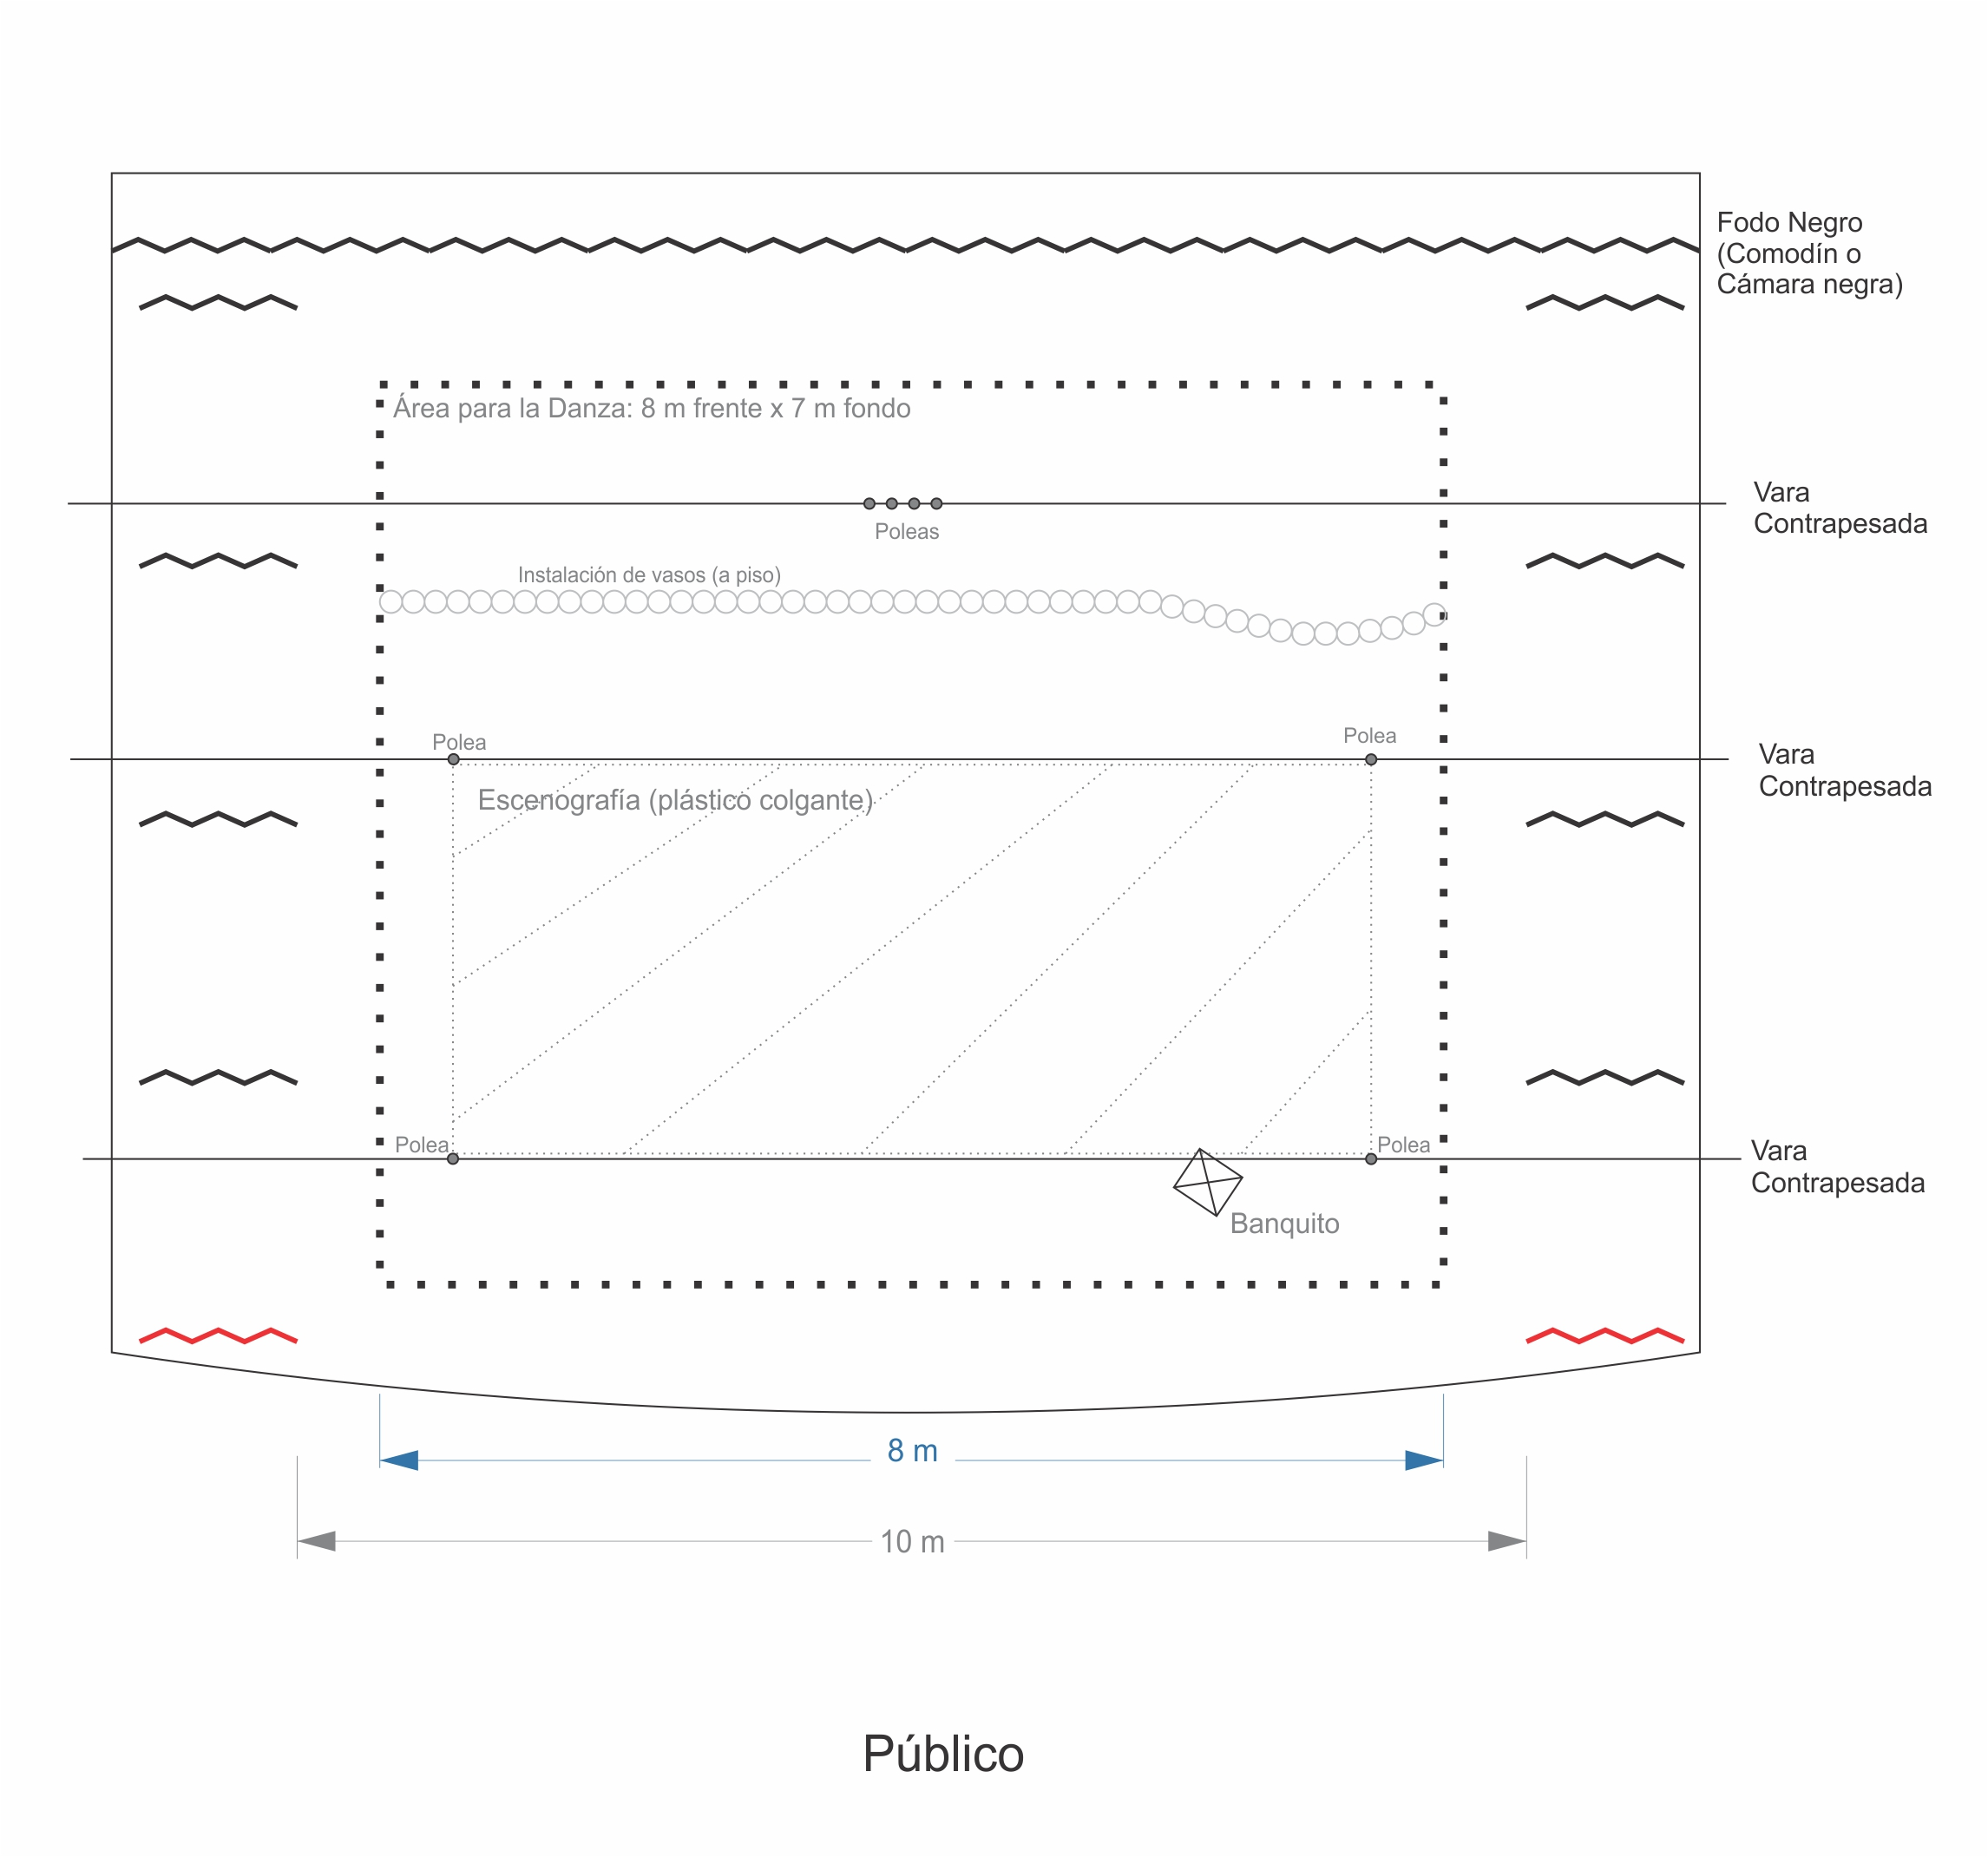 Fodo Negro
(Comodín o
Cámara negra)
Área para la Danza: 8 m frente x 7 m fondo
Vara
Contrapesada
Poleas
Instalación de vasos (a piso)
Polea
Polea
Vara
Contrapesada
Escenografía (plástico colgante)
Polea
Polea
Vara
Contrapesada
Banquito
8 m
10 m
Público